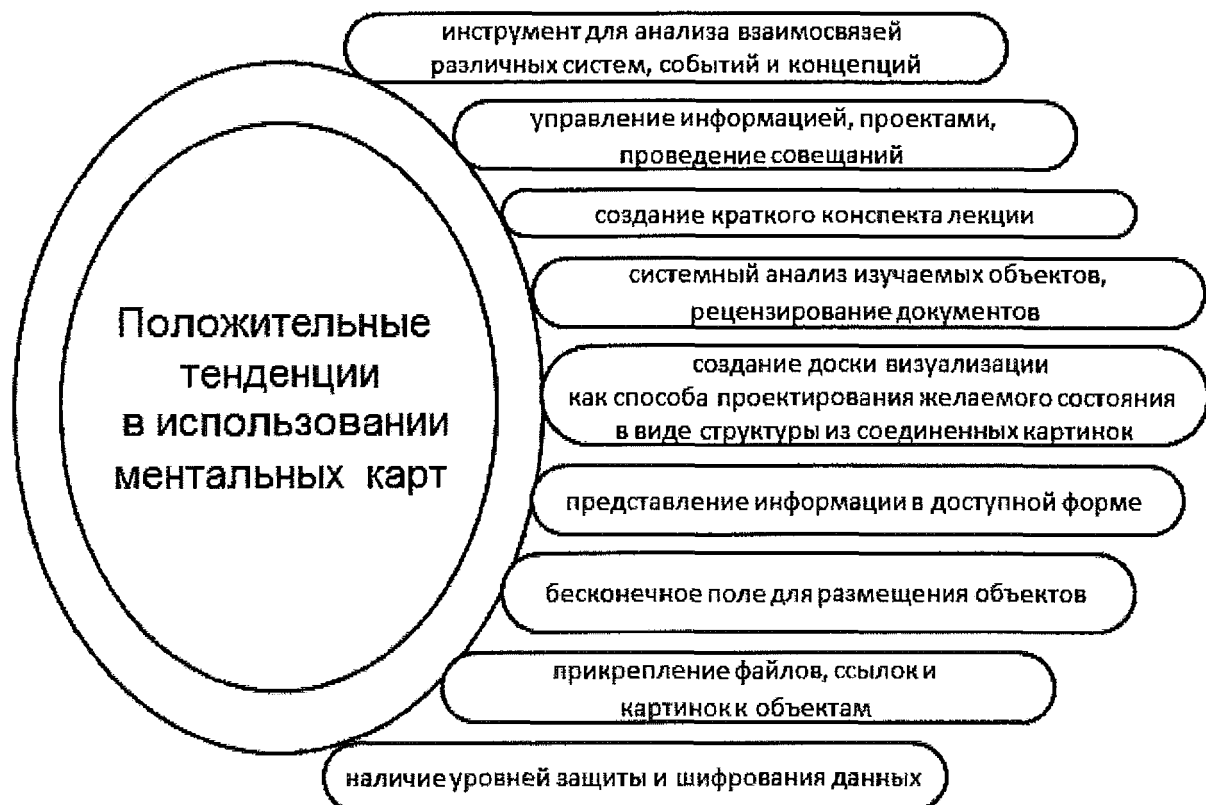 Положительные
тенденции
в использовании
ментальных карт
инструмент для анализа взаимосвязей
различных систем, событий и концепций
управление информацией, проектами,
проведение совещаний
создание краткого конспекта лекции
системный анализ изучаемых объектов,
рецензирование документов
создание доски визуализации
как способа проектирования желаемого состояния
в виде структуры из соединенных картинок
представление информации в доступной форме
бесконечное поле для размещения объектов
прикрепление файлов, ссылок и
картинок к объектам
наличие уровней защиты и шифрования данных